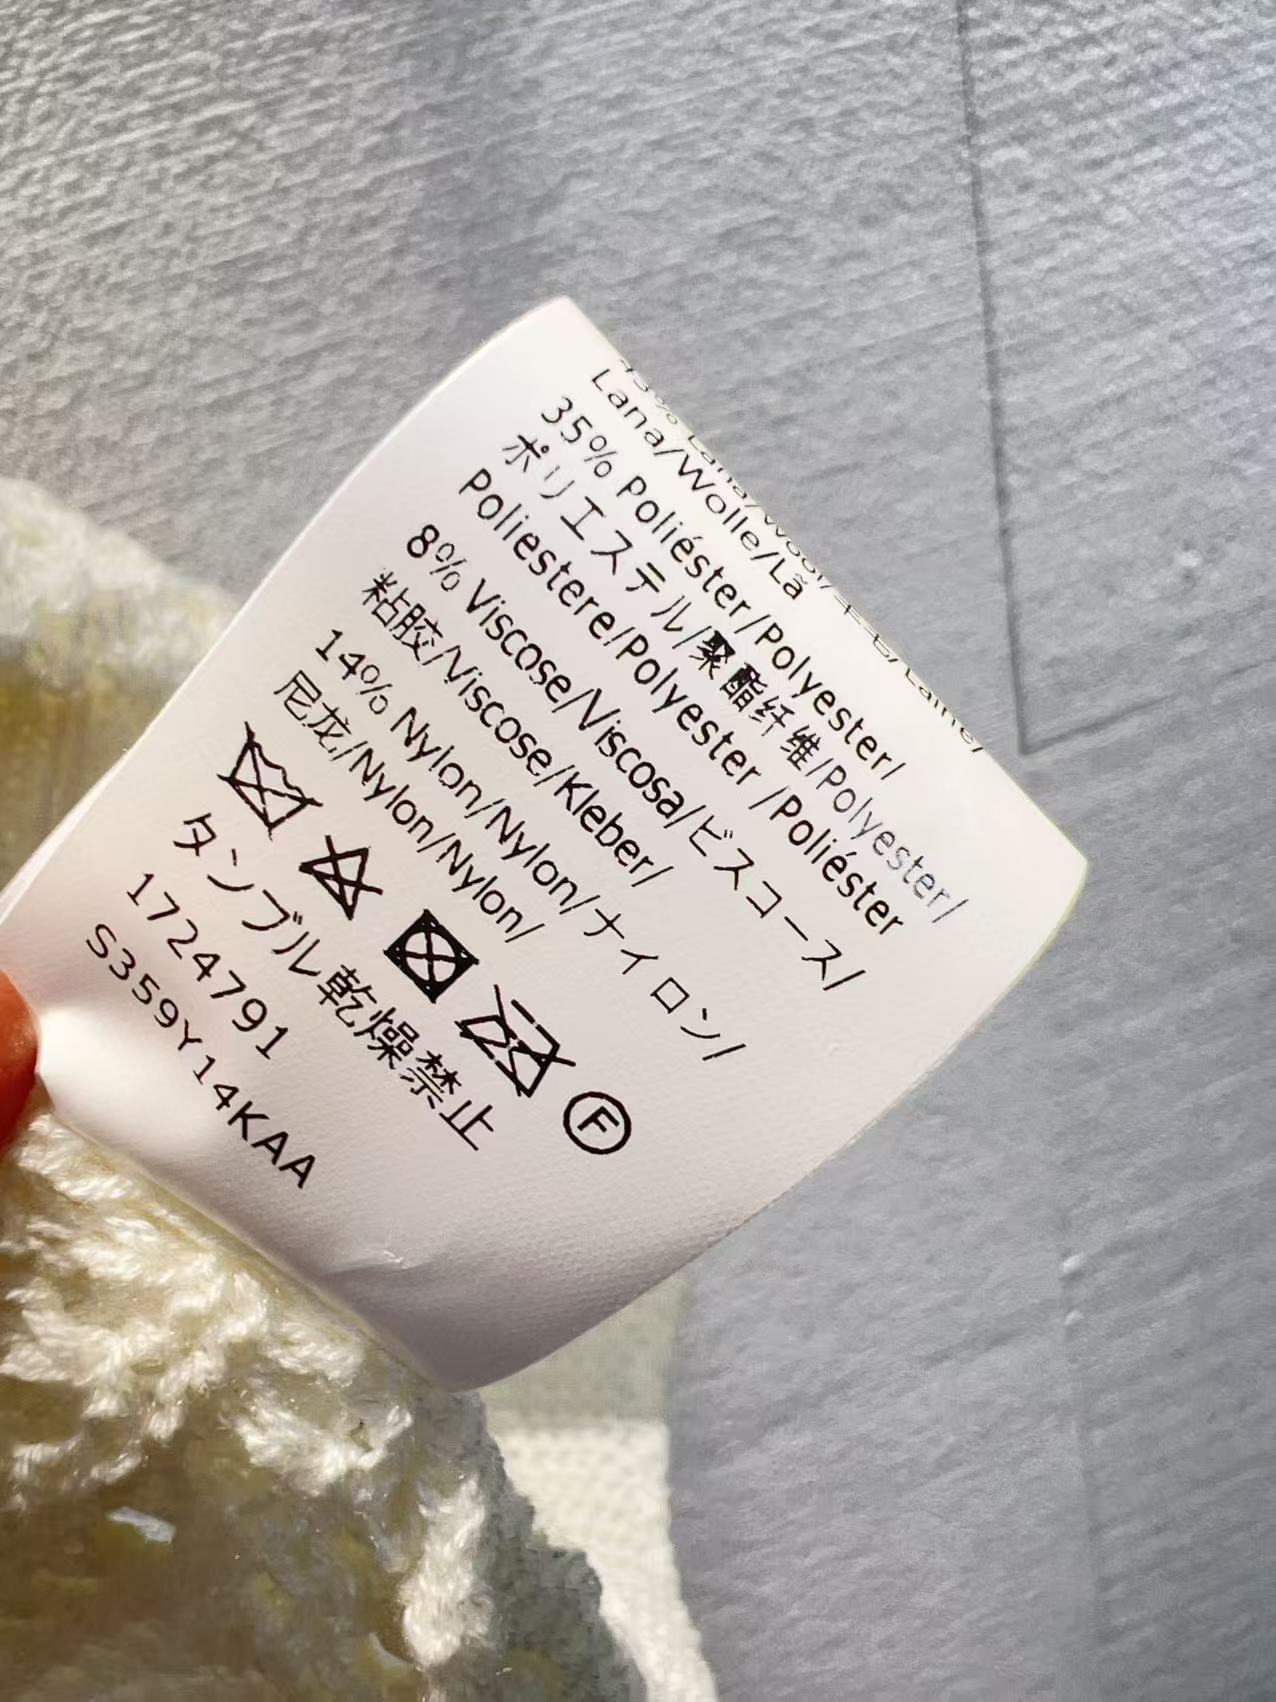 Lana/Wolle/Lã
35% Poliéster/Polyester/
ポリエステル/聚酯纤维/Polyester/
Poliestere/Polyester /Poliéster
8% Viscose/Viscosa/ビスコース/
粘胶/Viscose/Kleber/
14% Nylon/Nylon/ナイロン/
尼龙/Nylon/Nylon/
F
タンブル乾燥禁止
1724791
S359Y14KAA